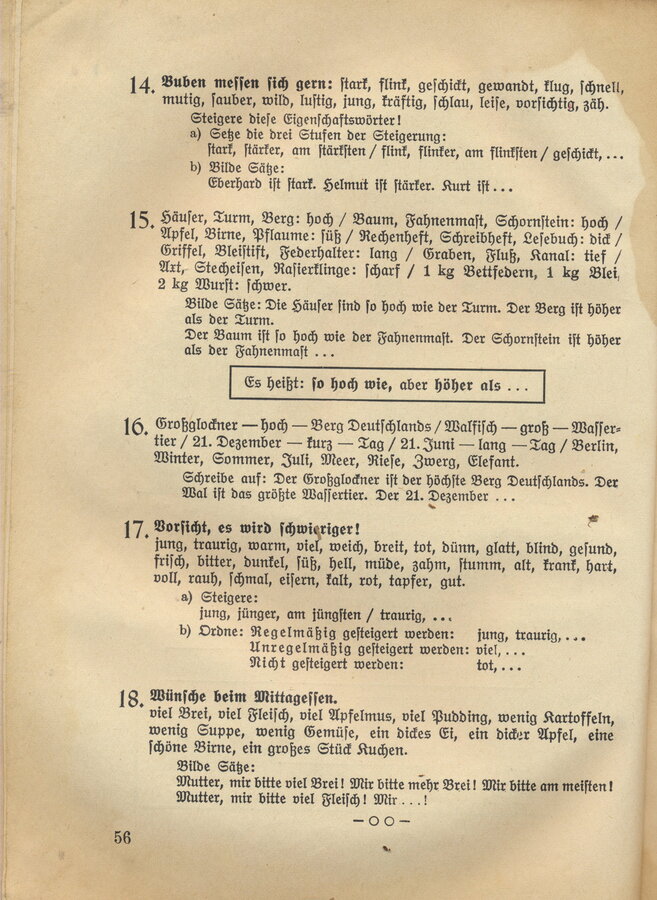 14. Buben messen sich gern: stark, flink, geschickt, gewandt, klug, schnell,
mutig, sauber, wild, lustig, jung, kräftig, schlau, leise, vorsichtig, zäh.
Steigere diese Eigenschaftswörter!
a) Setze die drei Stufen der Steigerung:
stark, stärker, am stärksten / flink, flinker, am flinksten / geschickt, ...
b) Bilde Sätze:
Eberhard ist stark. Helmut ist stärker. Kurt ist ...
15. Häuser, Turm, Berg: hoch / Baum, Fahnenmast, Schornstein: hoch /
Apfel, Birne, Pflaume: süß / Rechenheft, Schreibheft, Lesebuch: dick /
Griffel, Bleistift, Federhalter: lang / Graben, Fluß, Kanal: tief /
Axt, Stecheisen, Rasierklinge: scharf / 1 kg Bettfedern, 1 kg Blei,
2 kg Wurst: schwer.
Bilde Sätze: Die Häuser sind so hoch wie der Turm. Der Berg ist höher
als der Turm.
Der Baum ist so hoch wie der Fahnenmast. Der Schornstein ist höher
als der Fahnenmast ...
Es heißt: so hoch wie, aber höher als ...
16. Großglockner — hoch — Berg Deutschlands / Walfisch — groß — Wasser-
tier / 21. Dezember — kurz — Tag / 21. Juni — lang — Tag / Berlin,
Winter, Sommer, Juli, Meer, Riese, Zwerg, Elefant.
Schreibe auf: Der Großglockner ist der höchste Berg Deutschlands. Der
Wal ist das größte Wassertier. Der 21. Dezember ...
17. Vorsicht, es wird schwieriger!
jung, traurig, warm, viel, weich, breit, tot, dünn, glatt, blind, gesund,
frisch, bitter, dunkel, süß, hell, müde, zahm, stumm, alt, krank, hart,
voll, rauh, schmal, eisern, kalt, rot, tapfer, gut.
a) Steigere:
jung, jünger, am jüngsten / traurig, ...
b) Ordne: Regelmäßig gesteigert werden: jung, traurig, ...
Unregelmäßig gesteigert werden: viel, ...
Nicht gesteigert werden: tot, ...
18. Wünsche beim Mittagessen.
viel Brei, viel Fleisch, viel Apfelmus, viel Pudding, wenig Kartoffeln,
wenig Suppe, wenig Gemüse, ein dickes Ei, ein dicker Apfel, eine
schöne Birne, ein großes Stück Kuchen.
Bilde Sätze:
Mutter, mir bitte viel Brei! Mir bitte mehr Brei! Mir bitte am meisten!
Mutter, mir bitte viel Fleisch! Mir ...!
56